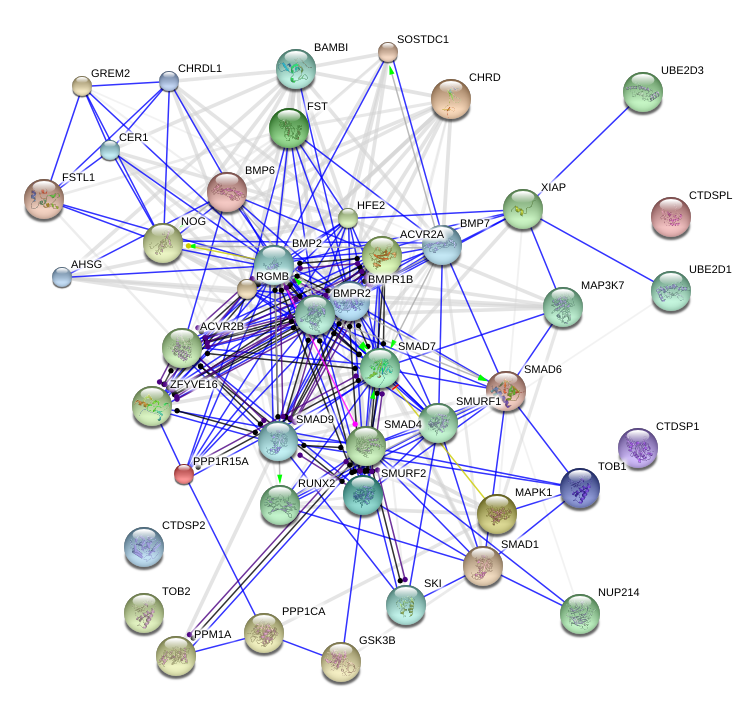 SOSTDC1
BAMBI
GREM2
CHRDL1
UBE2D3
CHRD
FST
CER1
BMP6
FSTL1
XIAP
CTDSPL
HFE2
NOG
BMP7
ACVR2A
BMP2
AHSG
RGMB
BMPR1B
UBE2D1
MAP3K7
BMPR2
ACVR2B
SMAD7
SMAD6
ZFYVE16
SMURF1
SMAD9
SMAD4
CTDSP1
PPP1R15A
TOB1
SMURF2
RUNX2
MAPK1
CTDSP2
SMAD1
SKI
TOB2
NUP214
PPP1CA
PPM1A
GSK3B